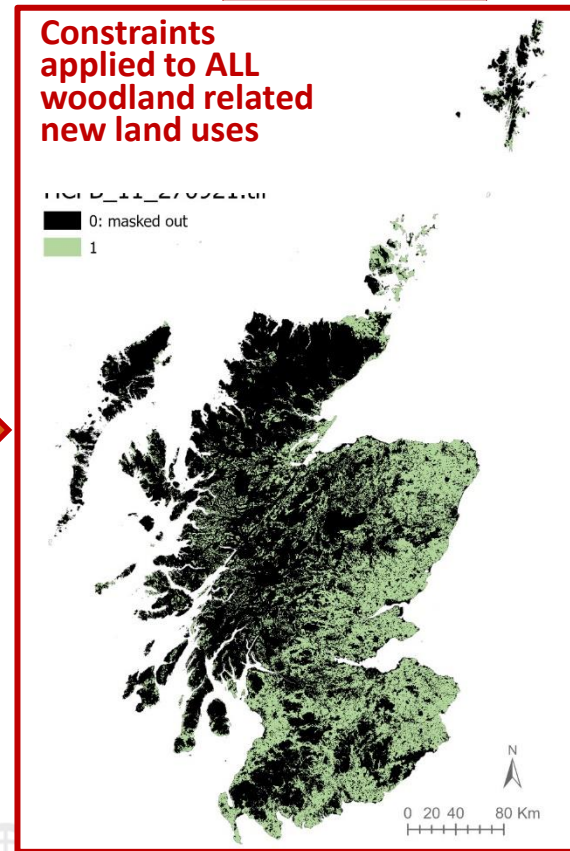 Constraints
applied to ALL
woodland related
new land uses
0: masked out
1
N
0 20 40 80 Km